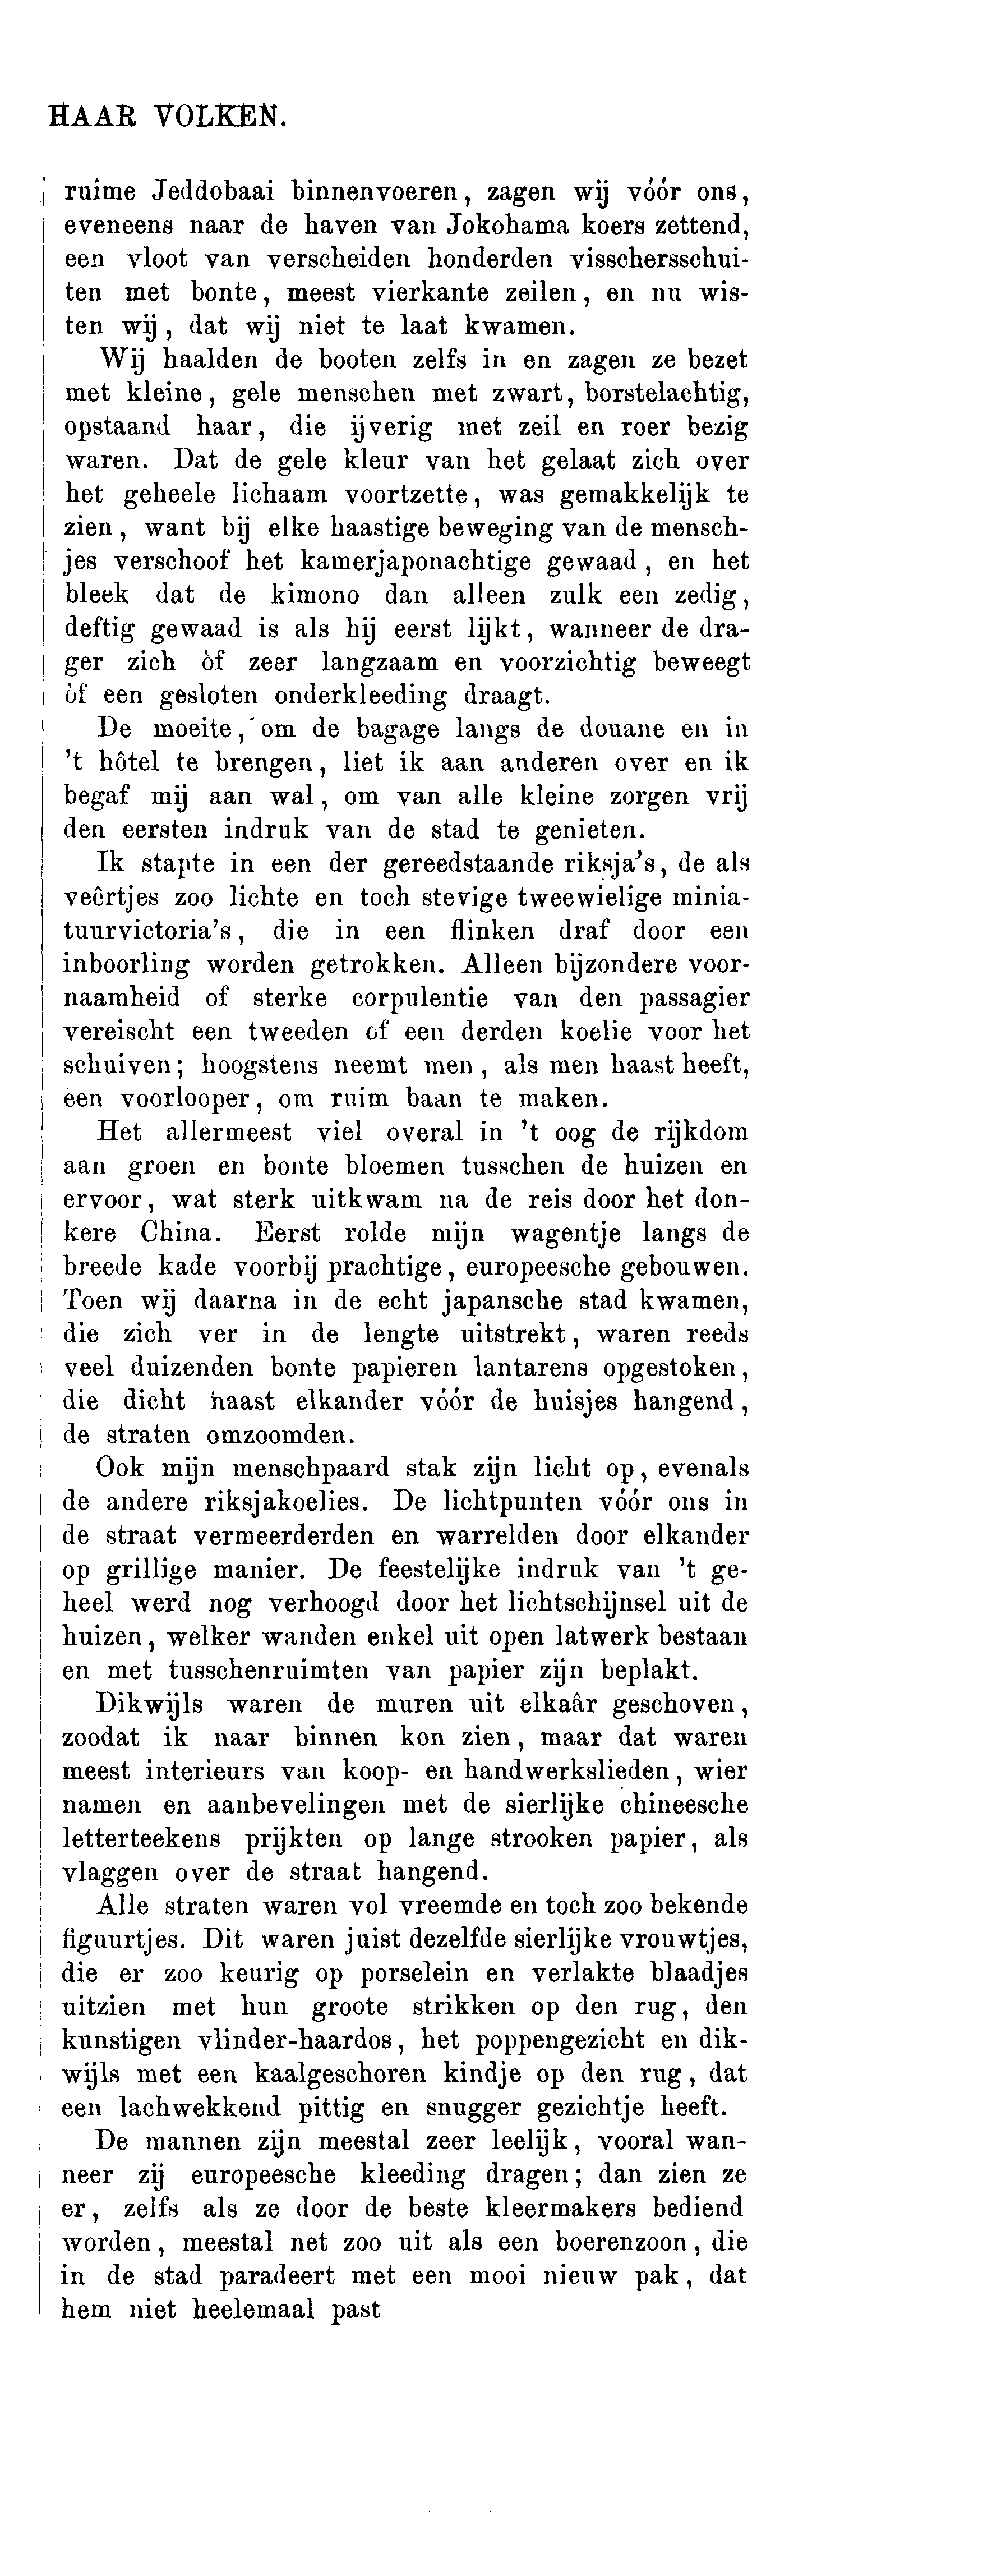 HAAR VOLKEN.
ruime Jeddobaai binnenvoeren, zagen wij vóór ons,
eveneens naar de haven van Jokohama koers zettend,
een vloot van verscheiden honderden visschersschui-
ten met bonte, meest vierkante zeilen, en nu wis-
ten wij, dat wij niet te laat kwamen.
Wij haalden de booten zelfs in en zagen ze bezet
met kleine, gele menschen met zwart, borstelachtig,
opstaand haar, die ijverig met zeil en roer bezig
waren. Dat de gele kleur van het gelaat zich over
het geheele lichaam voortzette, was gemakkelijk te
zien, want bij elke haastige beweging van de mensch-
jes verschoof het kamerjaponachtige gewaad, en het
bleek dat de kimono dan alleen zulk een zedig,
deftig gewaad is als hij eerst lijkt, wanneer de dra-
ger zich òf zeer langzaam en voorzichtig beweegt
òf een gesloten onderkleeding draagt.
De moeite, om de bagage langs de douane en in
't hôtel te brengen, liet ik aan anderen over en ik
begaf mij aan wal, om van alle kleine zorgen vrij
den eersten indruk van de stad te genieten.
Ik stapte in een der gereedstaande riksja's, de als
veêrtjes zoo lichte en toch stevige tweewielige minia-
tuurvictoria's, die in een flinken draf door een
inboorling worden getrokken. Alleen bijzondere voor-
naamheid of sterke corpulentie van den passagier
vereischt een tweeden of een derden koelie voor het
schuiven; hoogstens neemt men, als men haast heeft,
een voorlooper, om ruim baan te maken.
Het allermeest viel overal in 't oog de rijkdom
aan groen en bonte bloemen tusschen de huizen en
ervoor, wat sterk uitkwam na de reis door het don-
kere China. Eerst rolde mijn wagentje langs de
breede kade voorbij prachtige, europeesche gebouwen.
Toen wij daarna in de echt japansche stad kwamen,
die zich ver in de lengte uitstrekt, waren reeds
veel duizenden bonte papieren lantarens opgestoken,
die dicht naast elkander vóór de huisjes hangend,
de straten omzoomden.
Ook mijn menschpaard stak zijn licht op, evenals
de andere riksjakoelies. De lichtpunten vóór ons in
de straat vermeerderden en warrelden door elkander
op grillige manier. De feestelijke indruk van 't ge-
heel werd nog verhoogd door het lichtschijnsel uit de
huizen, welker wanden enkel uit open latwerk bestaan
en met tusschenruimten van papier zijn beplakt.
Dikwijls waren de muren uit elkaâr geschoven,
zoodat ik naar binnen kon zien, maar dat waren
meest interieurs van koop- en handwerkslieden, wier
namen en aanbevelingen met de sierlijke chineesche
letterteekens prijkten op lange strooken papier, als
vlaggen over de straat hangend.
Alle straten waren vol vreemde en toch zoo bekende
figuurtjes. Dit waren juist dezelfde sierlijke vrouwtjes,
die er zoo keurig op porselein en verlakte blaadjes
uitzien met hun groote strikken op den rug, den
kunstigen vlinder-haardos, het poppengezicht en dik-
wijls met een kaalgeschoren kindje op den rug, dat
een lachwekkend pittig en snugger gezichtje heeft.
De mannen zijn meestal zeer leelijk, vooral wan-
neer zij europeesche kleeding dragen; dan zien ze
er, zelfs als ze door de beste kleermakers bediend
worden, meestal net zoo uit als een boerenzoon, die
in de stad paradeert met een mooi nieuw pak, dat
hem niet heelemaal past